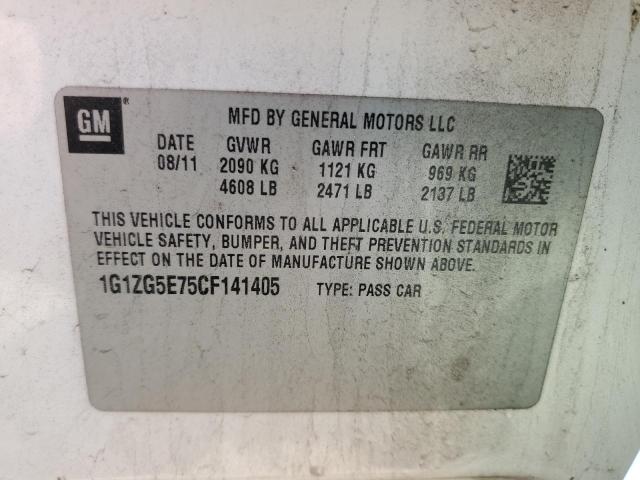 GM ®
MFD BY GENERAL MOTORS LLC
DATE GVWR GAWR FRT GAWR RR
08/11 2090 KG 1121 KG 969 KG
4608 LB 2471 LB 2137 LB
THIS VEHICLE CONFORMS TO ALL APPLICABLE U.S. FEDERAL MOTOR
VEHICLE SAFETY, BUMPER, AND THEFT PREVENTION STANDARDS IN
EFFECT ON THE DATE OF MANUFACTURE SHOWN ABOVE.
1G1ZG5E75CF141405 TYPE: PASS CAR